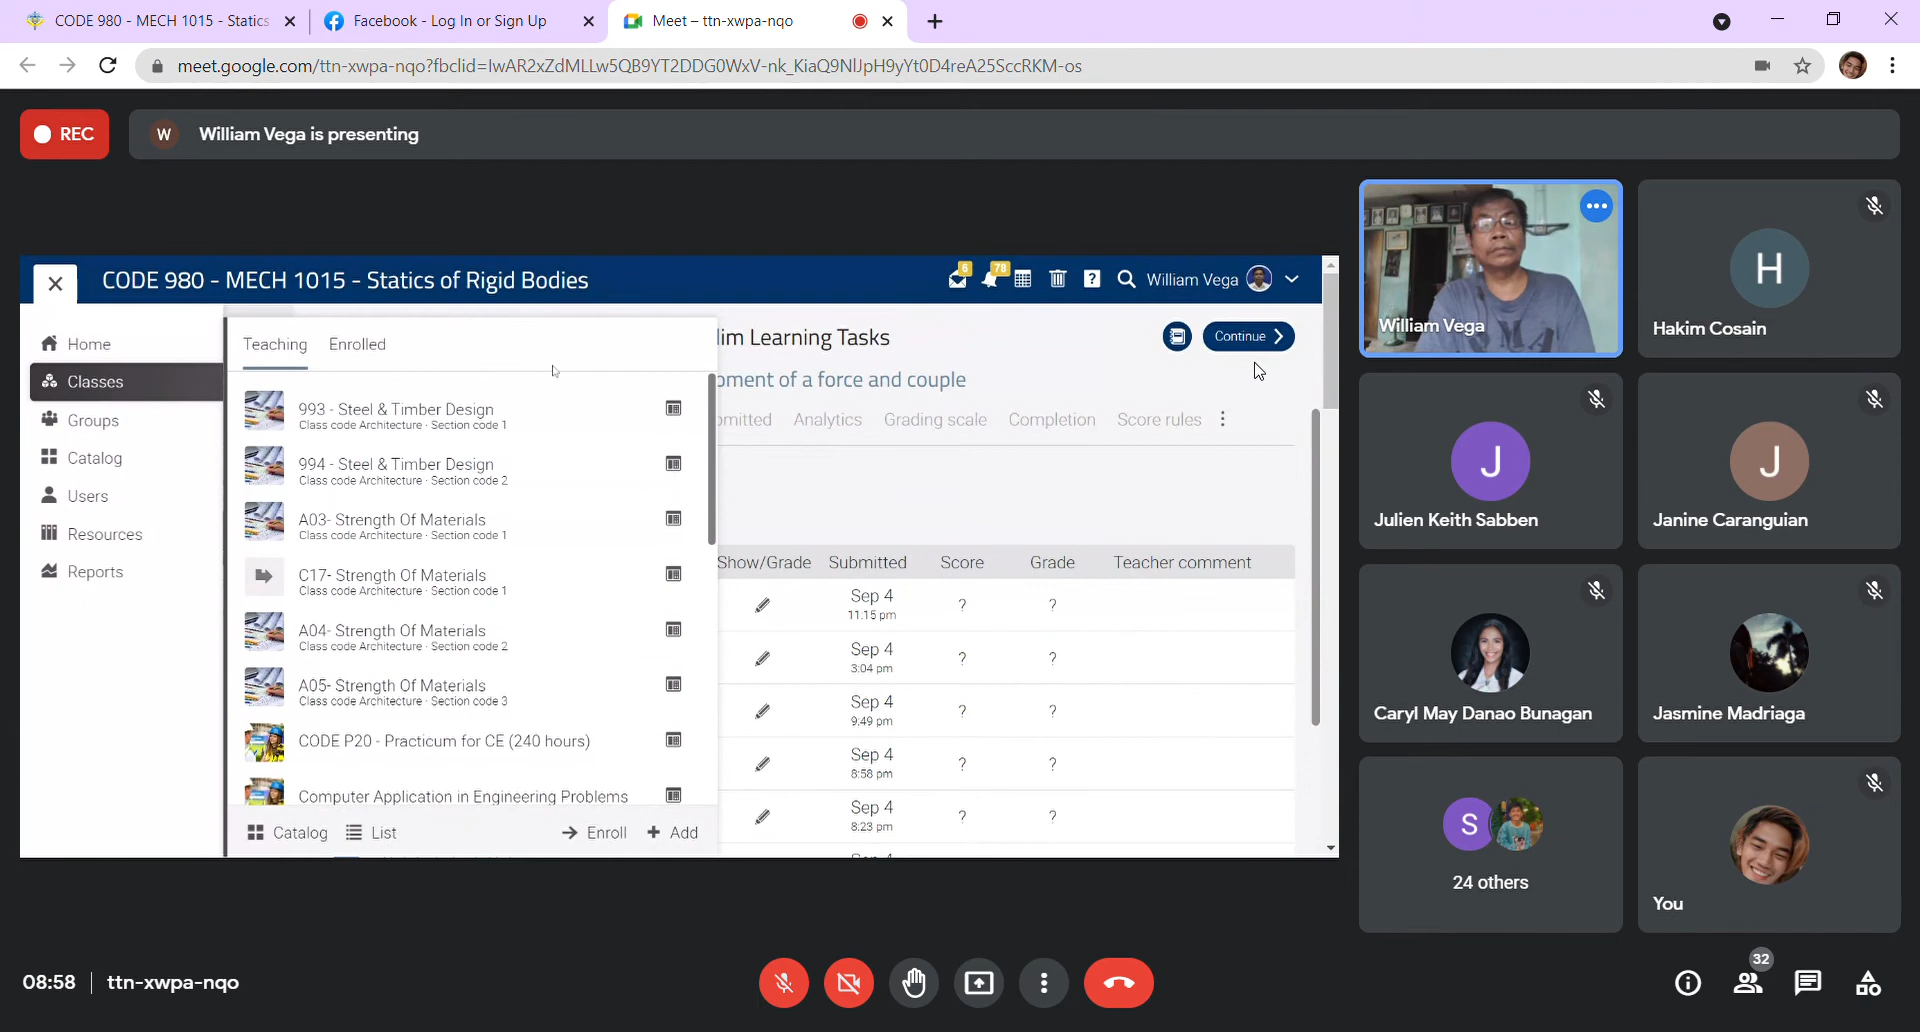 CODE 980 - MECH 1015 - Statics
Facebook - Log In or Sign Up
Meet – ttn-xwpa-nqo
meet.google.com/ttn-xwpa-nqo?fbclid=IwAR2xZdMLLw5QB9YT2DDG0WxV-nk_KiaQ9NlJpH9yYt0D4reA25SccRKM-os
REC
W
William Vega is presenting
CODE 980 - MECH 1015 - Statics of Rigid Bodies
6
78
William Vega
Home
Classes
Groups
Catalog
Users
Resources
Reports
Teaching
Enrolled
993 - Steel & Timber Design
Class code Architecture · Section code 1
994 - Steel & Timber Design
Class code Architecture · Section code 2
A03- Strength Of Materials
Class code Architecture · Section code 1
C17- Strength Of Materials
Class code Architecture · Section code 1
A04- Strength Of Materials
Class code Architecture · Section code 2
A05- Strength Of Materials
Class code Architecture · Section code 3
CODE P20 - Practicum for CE (240 hours)
Computer Application in Engineering Problems
Catalog
List
Enroll
Add
lim Learning Tasks
Continue
oment of a force and couple
omitted
Analytics
Grading scale
Completion
Score rules
Show/Grade
Submitted
Score
Grade
Teacher comment
Sep 4
11:15 pm
?
?
Sep 4
3:04 pm
?
?
Sep 4
9:49 pm
?
?
Sep 4
8:58 pm
?
?
Sep 4
8:23 pm
?
?
Sep 4
William Vega
H
Hakim Cosain
J
Julien Keith Sabben
J
Janine Caranguian
Caryl May Danao Bunagan
Jasmine Madriaga
S
24 others
You
08:58
ttn-xwpa-nqo
32